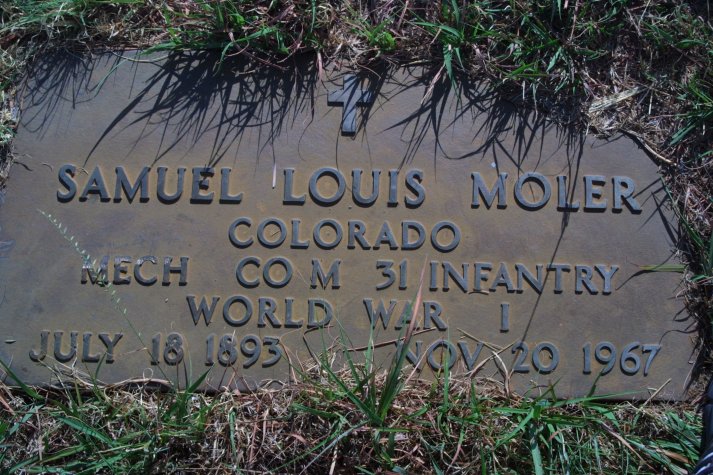 SAMUEL LOUIS MOLER
COLORADO
MECH CO M 31 INFANTRY
WORLD WAR I
JULY 18 1893 NOV 20 1967